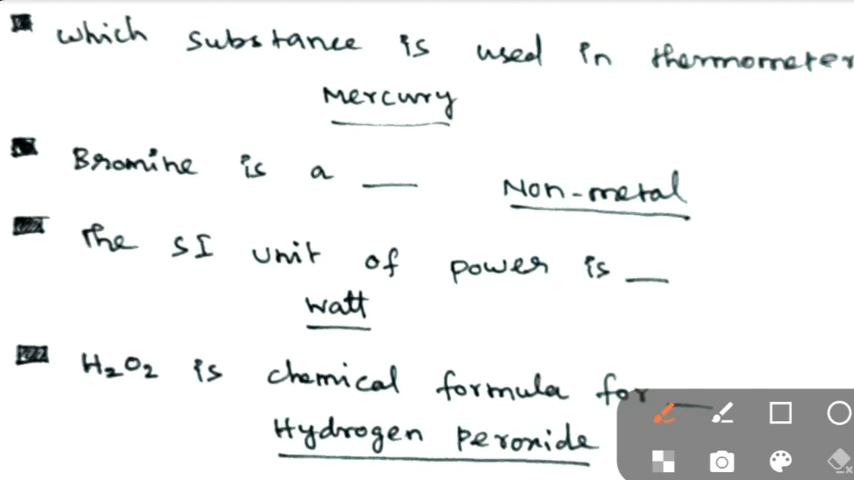 which substance is used in thermometer
Mercury
Bromine is a __ Non-metal
The SI unit of power is __
watt
H₂O₂ is chemical formula for __
Hydrogen peroxide